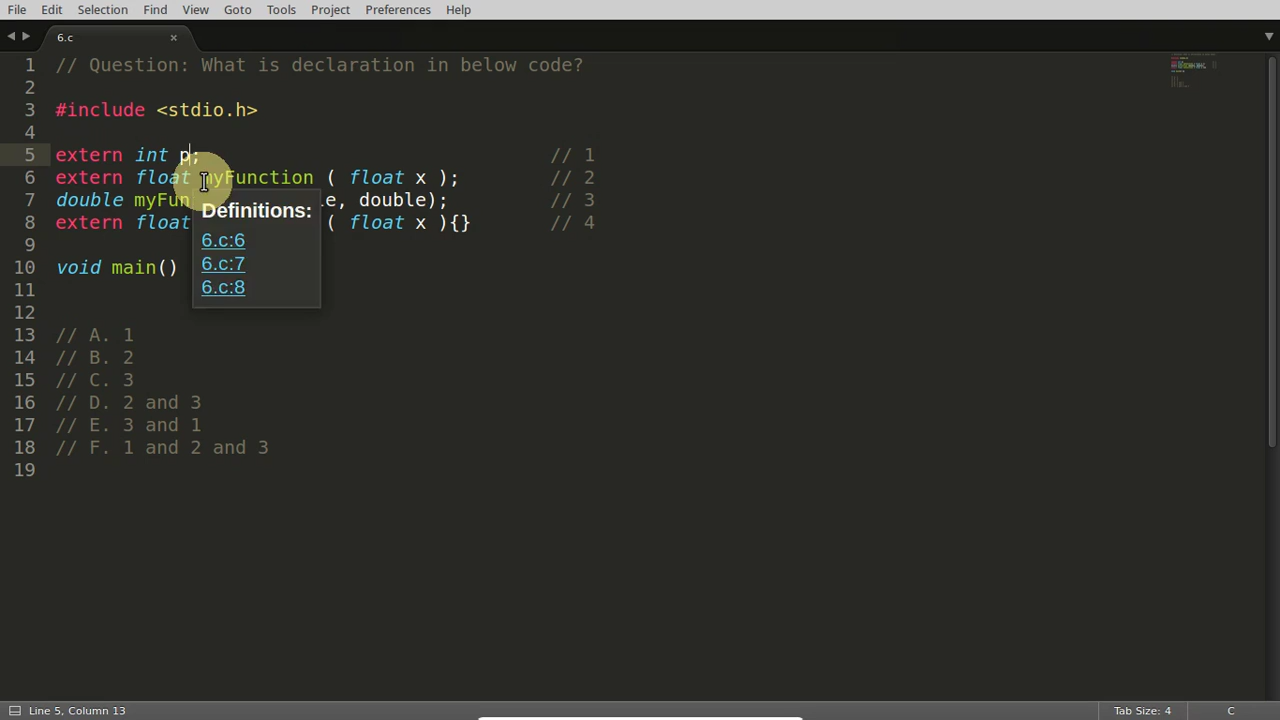 File Edit Selection Find View Goto Tools Project Preferences Help
6.c ×
1 // Question: What is declaration in below code?
2
3 #include <stdio.h>
4
5 extern int p; // 1
6 extern float myFunction ( float x ); // 2
7 double myFun e, double); // 3
8 extern float ( float x ){} // 4
9
10 void main()
11
12
13 // A. 1
14 // B. 2
15 // C. 3
16 // D. 2 and 3
17 // E. 3 and 1
18 // F. 1 and 2 and 3
19
Definitions:
6.c:6
6.c:7
6.c:8
Line 5, Column 13 Tab Size: 4 C